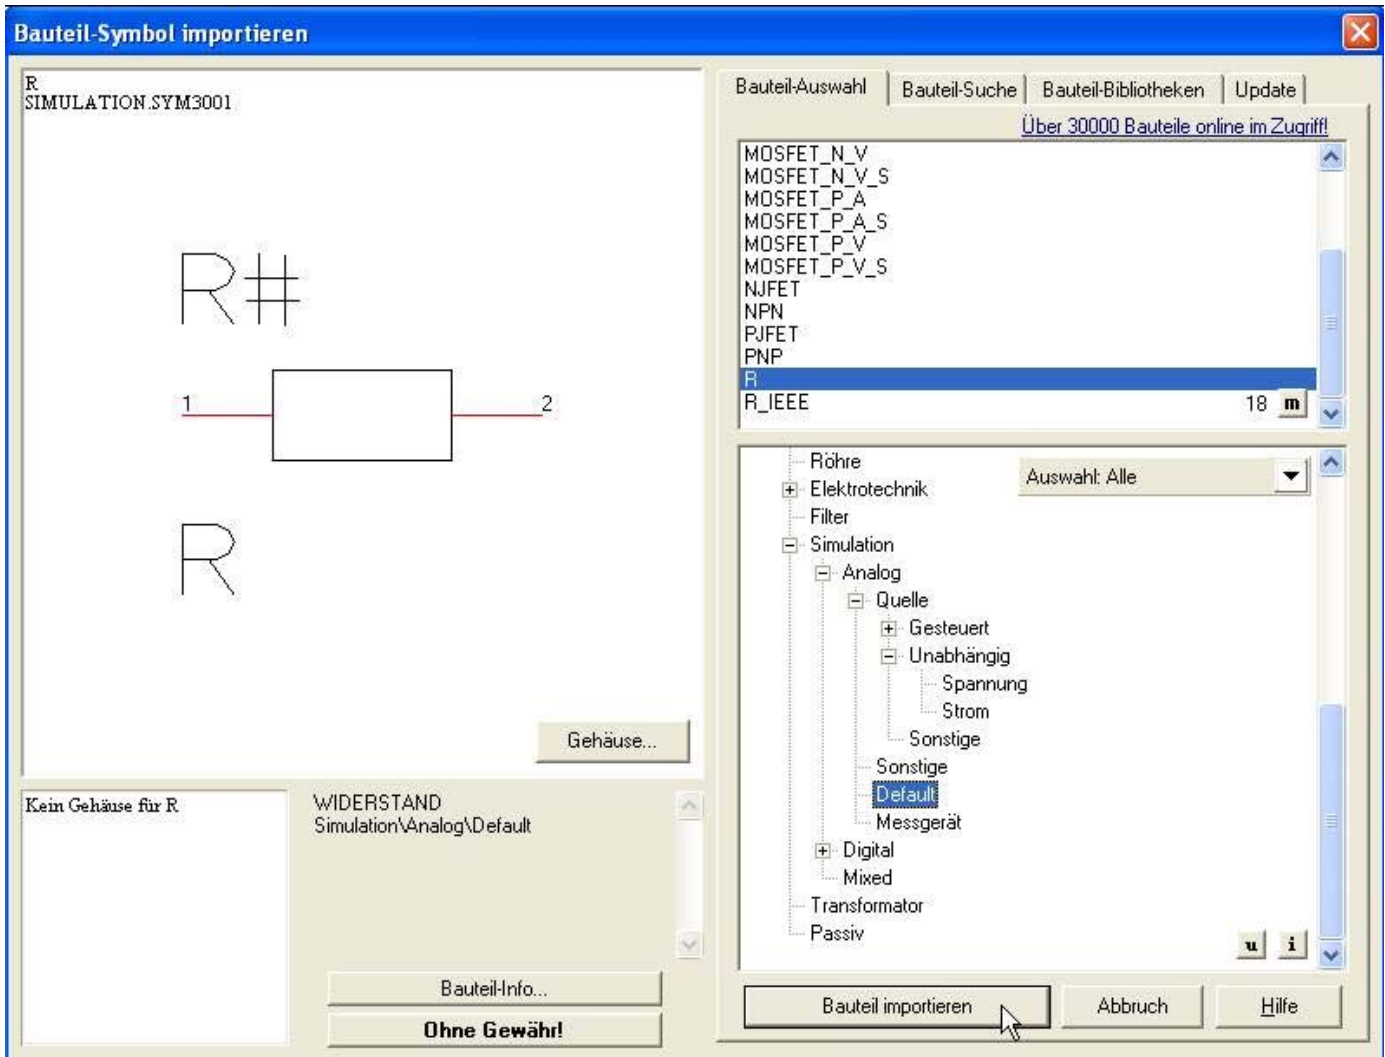 Bauteil-Symbol importieren
R
SIMULATION.SYM3001
R#
1
2
R
Gehäuse...
Kein Gehäuse für R
WIDERSTAND
Simulation\Analog\Default
Bauteil-Info...
Ohne Gewähr!
Bauteil-Auswahl Bauteil-Suche Bauteil-Bibliotheken Update
Über 30000 Bauteile online im Zugriff!
MOSFET_N_V
MOSFET_N_V_S
MOSFET_P_A
MOSFET_P_A_S
MOSFET_P_V
MOSFET_P_V_S
NJFET
NPN
PJFET
PNP
R
R_IEEE 18 m
Röhre
Auswahl: Alle
Elektrotechnik
Filter
Simulation
Analog
Quelle
Gesteuert
Unabhängig
Spannung
Strom
Sonstige
Sonstige
Default
Messgerät
Digital
Mixed
Transformator
Passiv
u i
Bauteil importieren Abbruch Hilfe